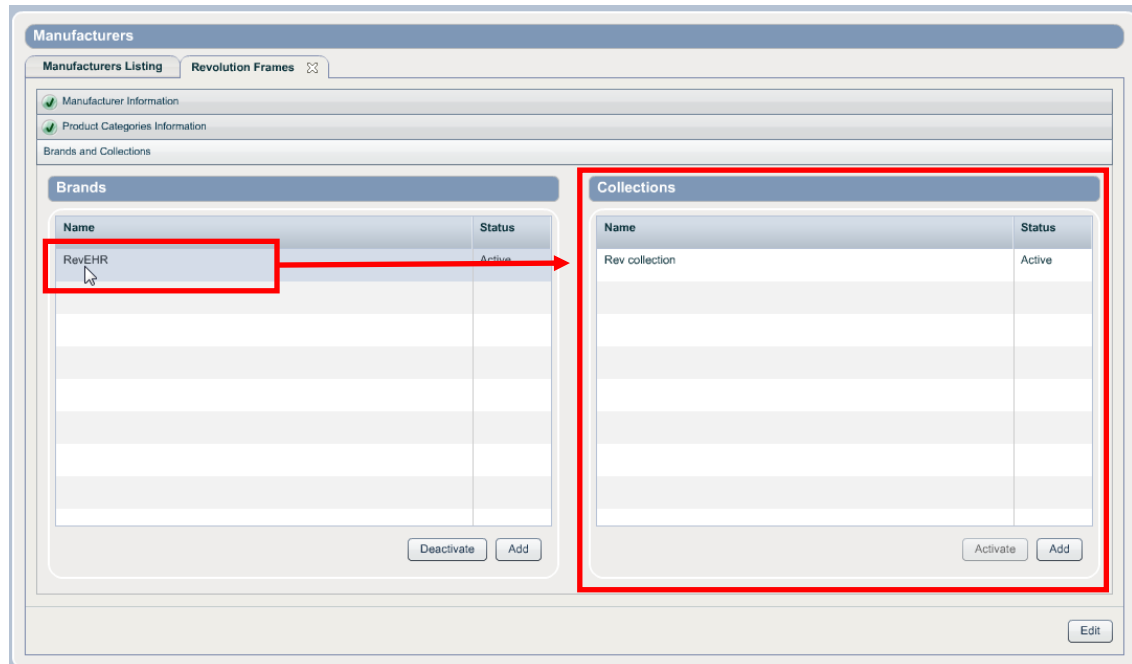 Manufacturers
Manufacturers Listing Revolution Frames
Manufacturer Information
Product Categories Information
Brands and Collections
Brands Collections
Name Status Name Status
RevEHR Active Rev collection Active
Deactivate Add Activate Add
Edit